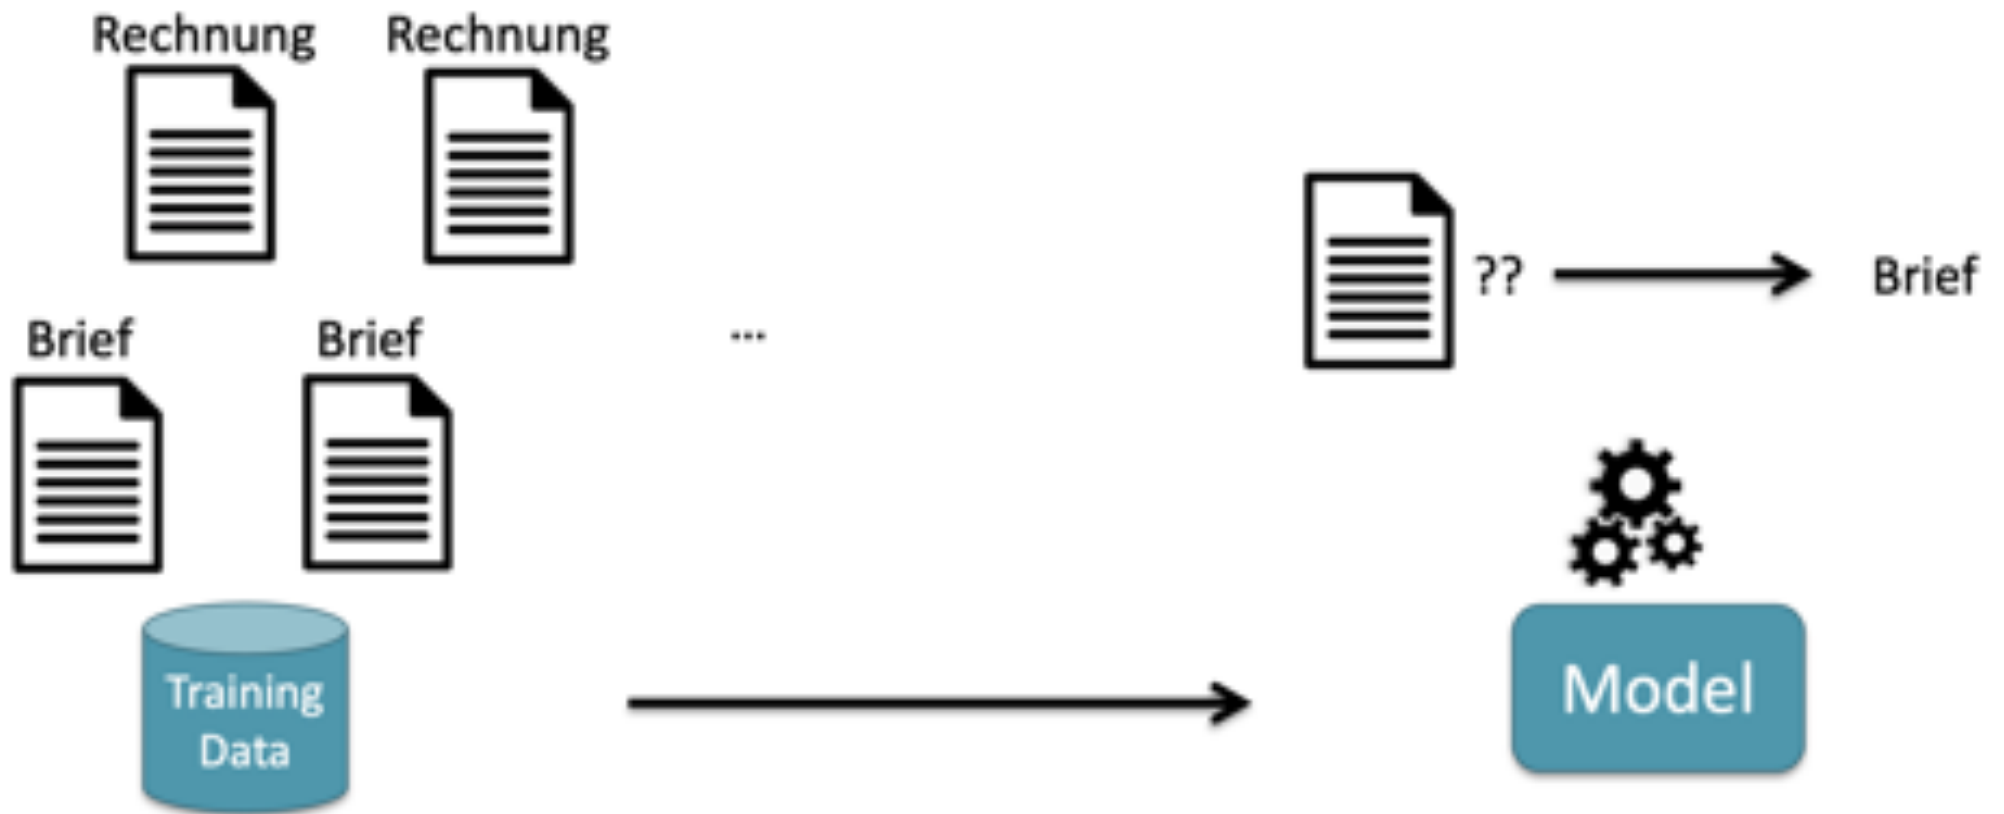 Rechnung Rechnung
Brief Brief
...
?? Brief
Training
Data
Model